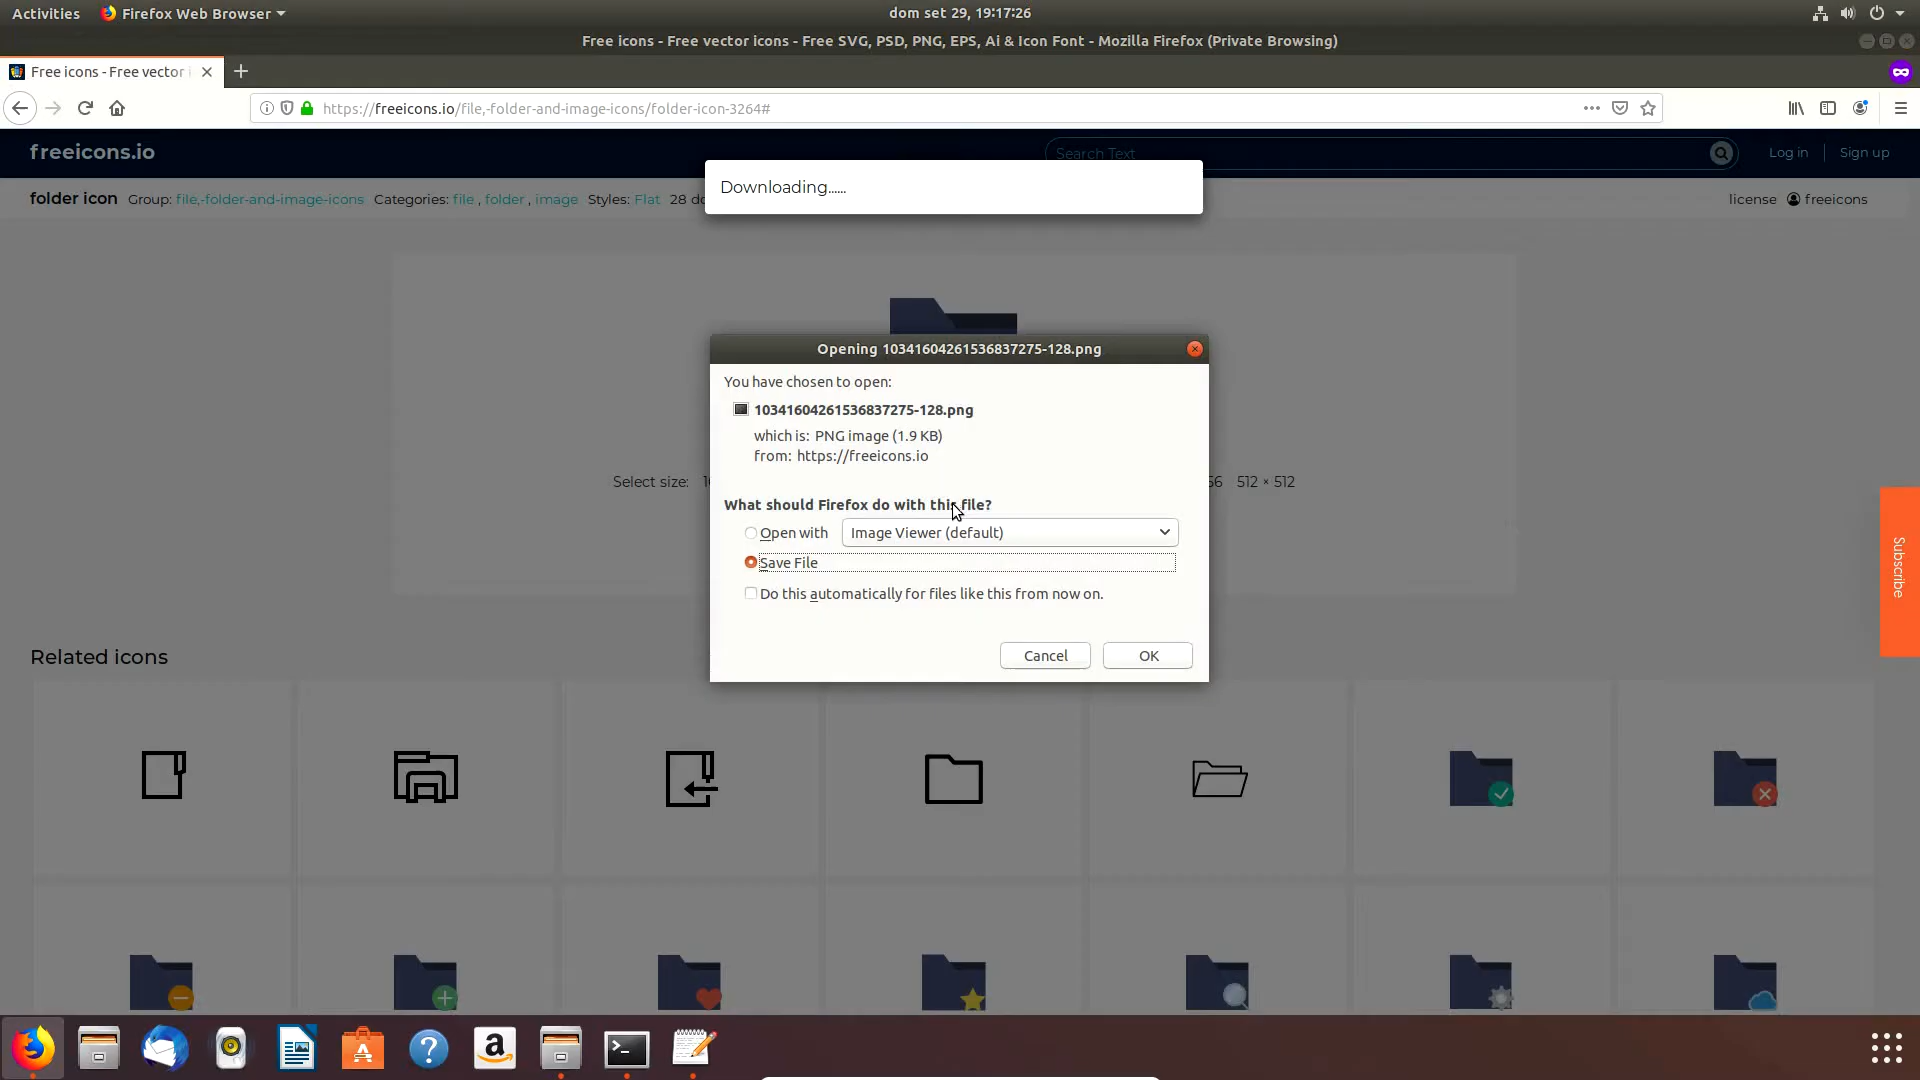 Activities
Firefox Web Browser
dom set 29, 19:17:26
Free icons - Free vector icons - Free SVG, PSD, PNG, EPS, Ai & Icon Font - Mozilla Firefox (Private Browsing)
Free icons - Free vector i
https://freeicons.io/file,-folder-and-image-icons/folder-icon-3264#
freeicons.io
Search Text
Log in
Sign up
Downloading......
folder icon Group: file,-folder-and-image-icons Categories: file , folder , image Styles: Flat 28 do
license
freeicons
Opening 10341604261536837275-128.png
You have chosen to open:
10341604261536837275-128.png
which is: PNG image (1.9 KB)
from: https://freeicons.io
Select size:
512 × 512
What should Firefox do with this file?
Open with
Image Viewer (default)
Save File
Do this automatically for files like this from now on.
Cancel
OK
Subscribe
Related icons